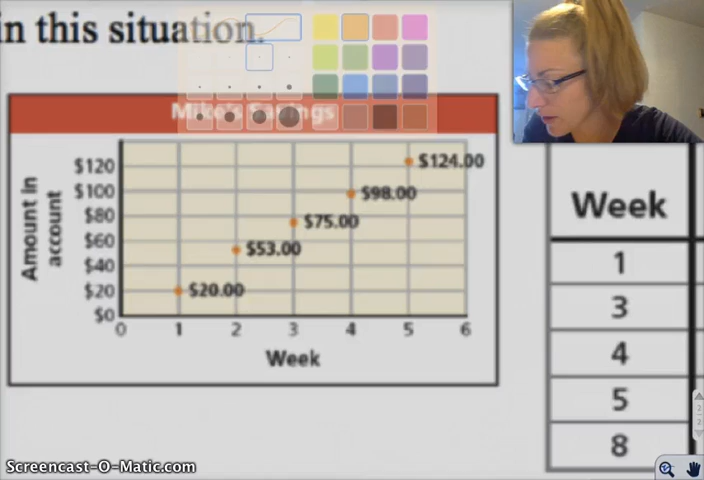 in this situation.
Mike's Savings
Amount in account
$120
$100
$80
$60
$40
$20
$0
$124.00
$98.00
$75.00
$53.00
$20.00
0 1 2 3 4 5 6
Week
Week
1
3
4
5
8
Screencast-O-Matic.com